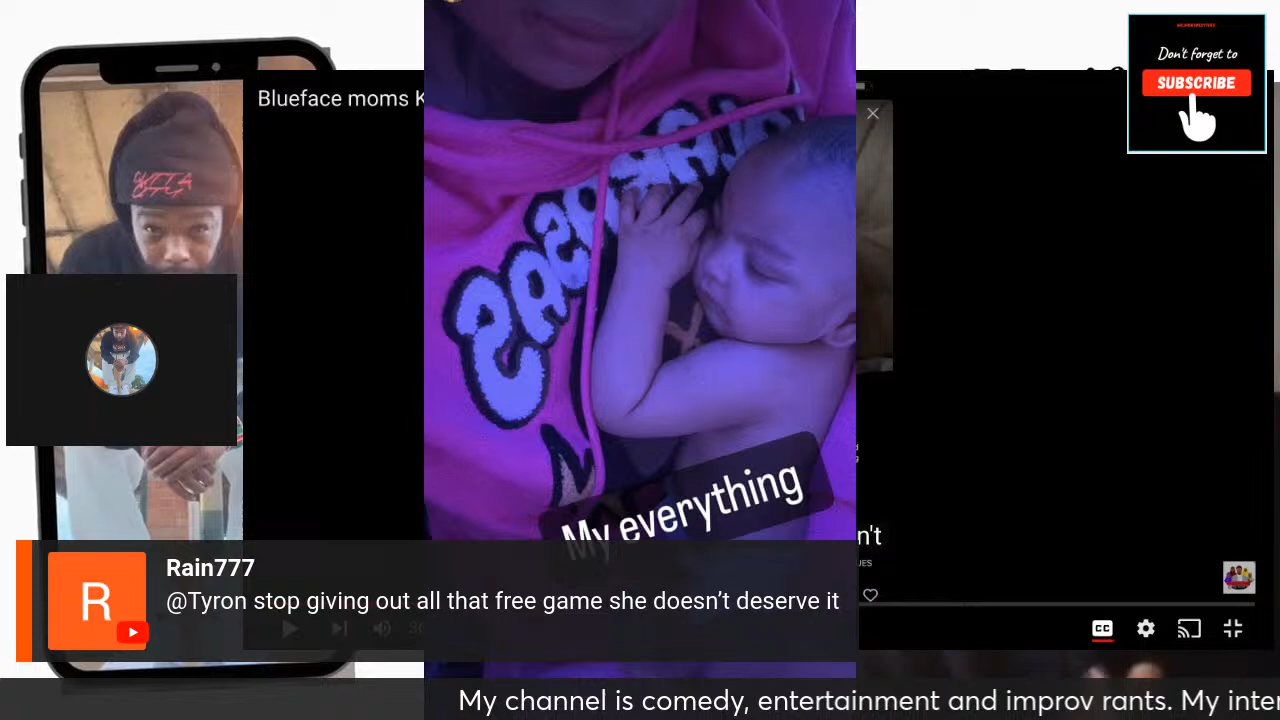 Don't forget to
SUBSCRIBE
Blueface moms K
My everything
n't
Rain777
@Tyron stop giving out all that free game she doesn't deserve it
R
CC
My channel is comedy, entertainment and improv rants. My inte